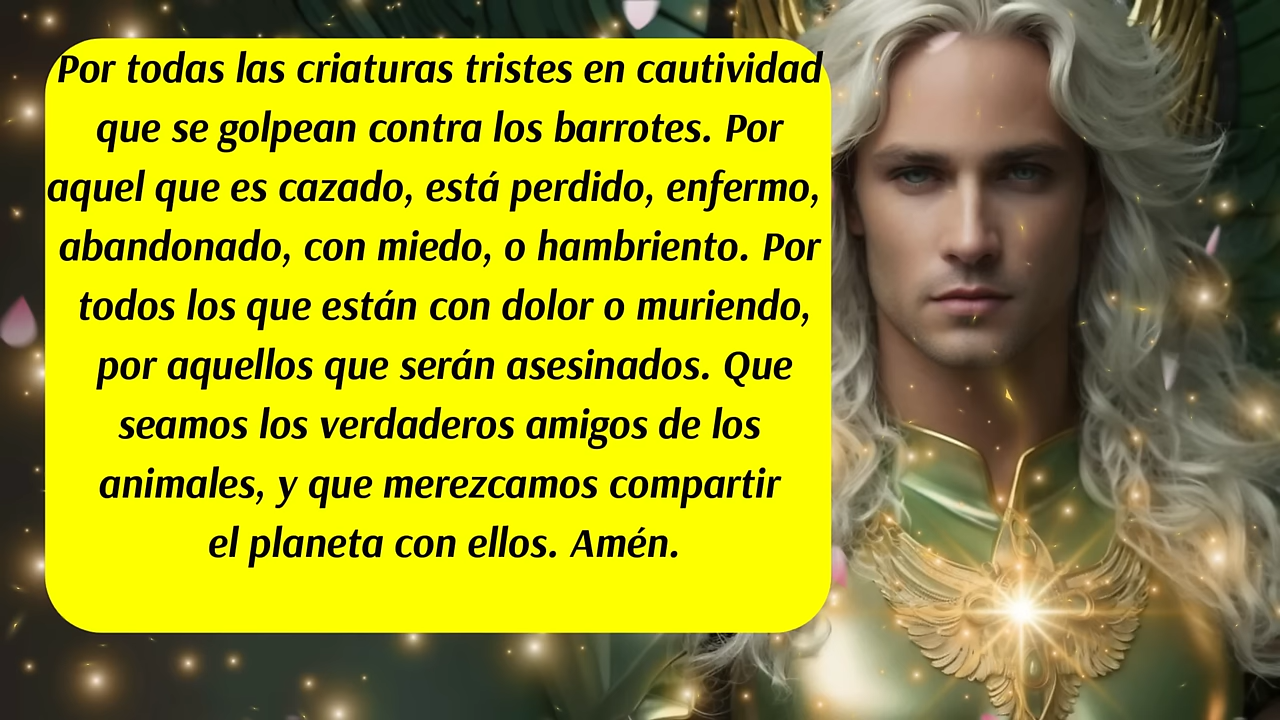 Por todas las criaturas tristes en cautividad
que se golpean contra los barrotes. Por
aquel que es cazado, está perdido, enfermo,
abandonado, con miedo, o hambriento. Por
todos los que están con dolor o muriendo,
por aquellos que serán asesinados. Que
seamos los verdaderos amigos de los
animales, y que merezcamos compartir
el planeta con ellos. Amén.